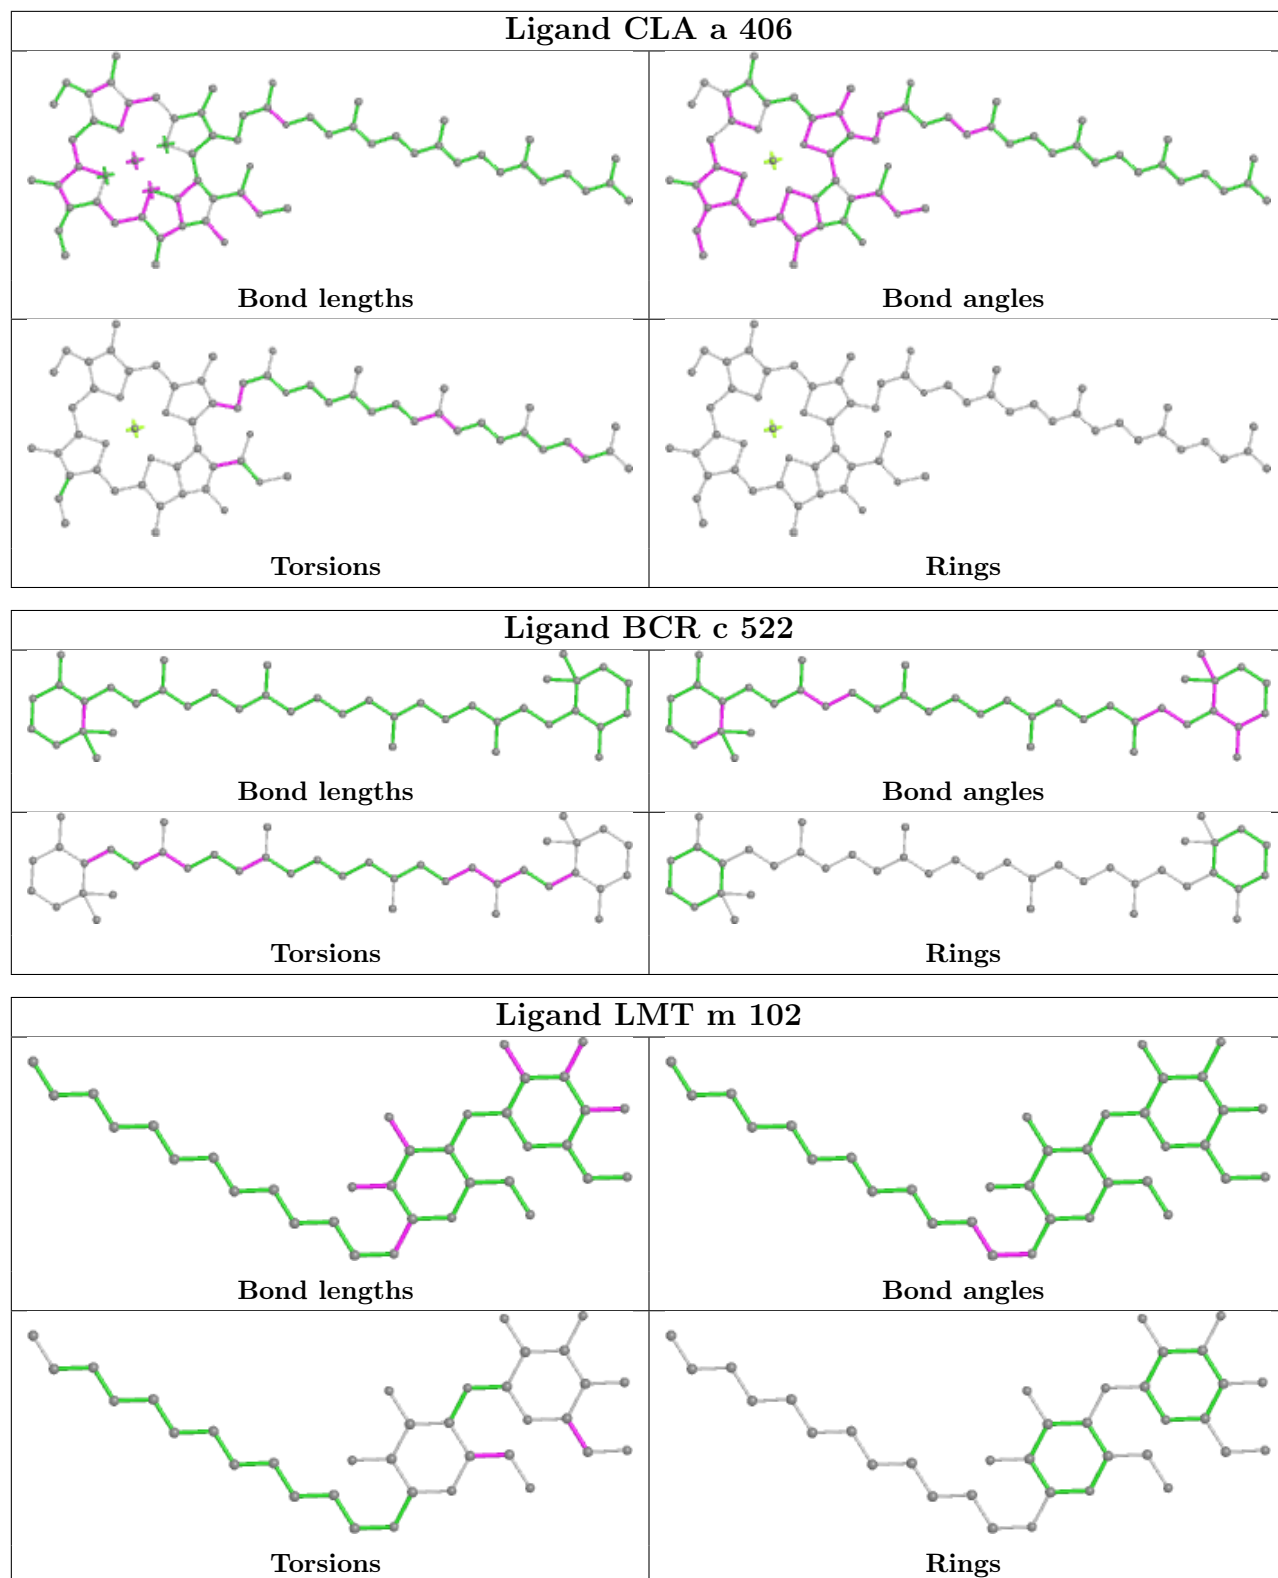 Ligand CLA a 406
Bond lengths
Bond angles
Torsions
Rings
Ligand BCR c 522
Bond lengths
Bond angles
Torsions
Rings
Ligand LMT m 102
Bond lengths
Bond angles
Torsions
Rings